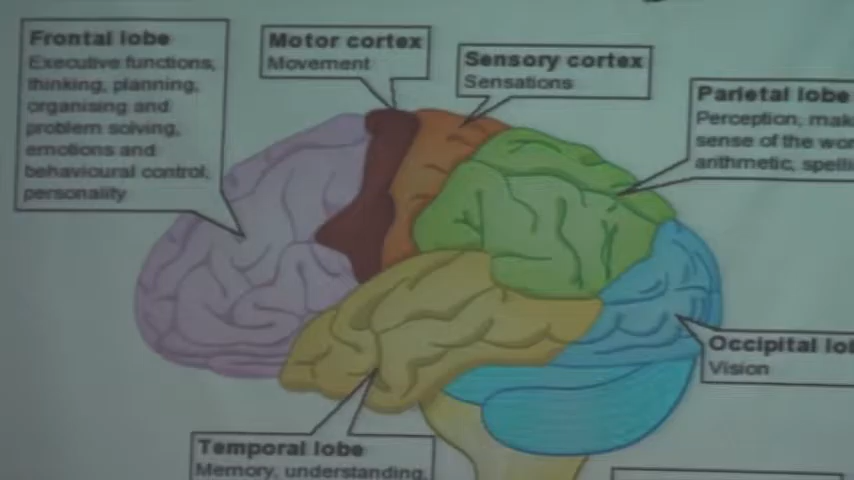 Frontal lobe
Executive functions,
thinking, planning,
organising and
problem solving,
emotions and
behavioural control,
personality
Motor cortex
Movement
Sensory cortex
Sensations
Parietal lobe
Perception, mak
sense of the wor
arithmetic, spelli
Occipital lo
Vision
Temporal lobe
Memory, understanding,